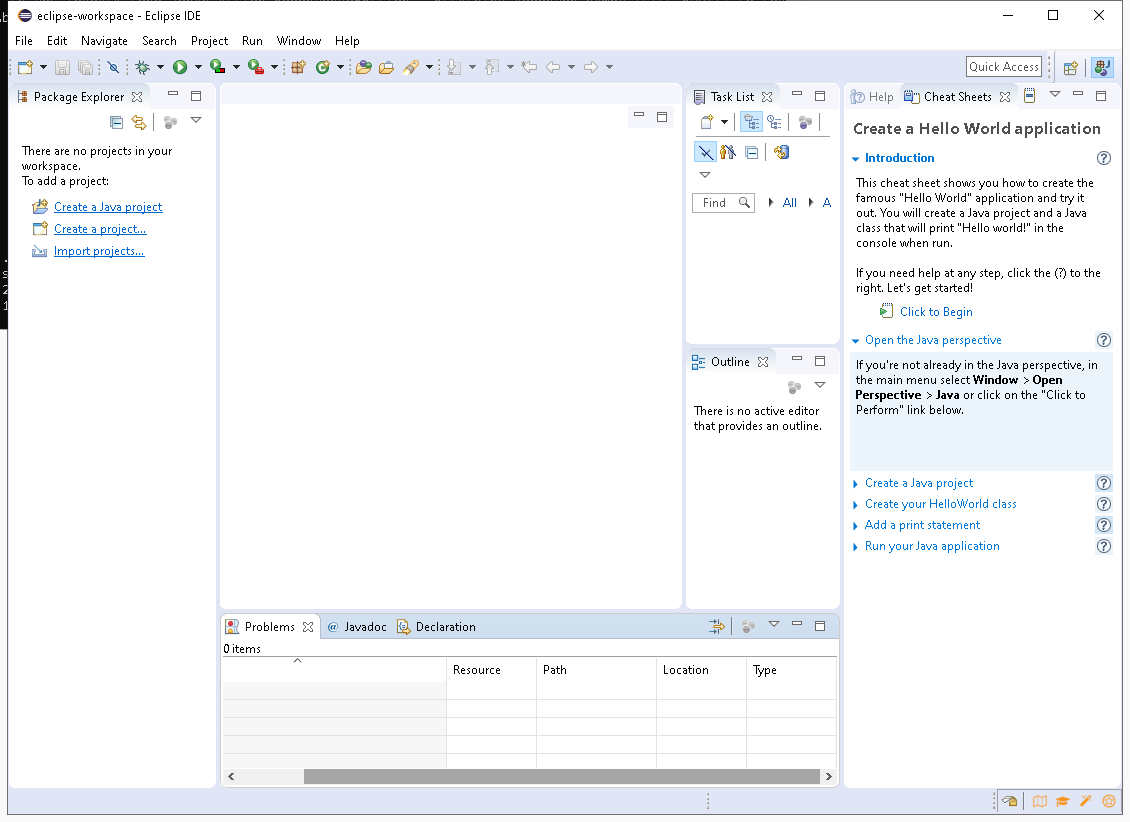 eclipse-workspace - Eclipse IDE
File Edit Navigate Search Project Run Window Help
Quick Access
Package Explorer
There are no projects in your
workspace.
To add a project:
Create a Java project
Create a project...
Import projects...
Task List
Find
All
A
Outline
There is no active editor
that provides an outline.
Help
Cheat Sheets
Create a Hello World application
Introduction
This cheat sheet shows you how to create the
famous "Hello World" application and try it
out. You will create a Java project and a Java
class that will print "Hello world!" in the
console when run.
If you need help at any step, click the (?) to the
right. Let's get started!
Click to Begin
Open the Java perspective
If you're not already in the Java perspective, in
the main menu select Window > Open
Perspective > Java or click on the "Click to
Perform" link below.
Create a Java project
Create your HelloWorld class
Add a print statement
Run your Java application
Problems @ Javadoc Declaration
0 items
Resource Path Location Type